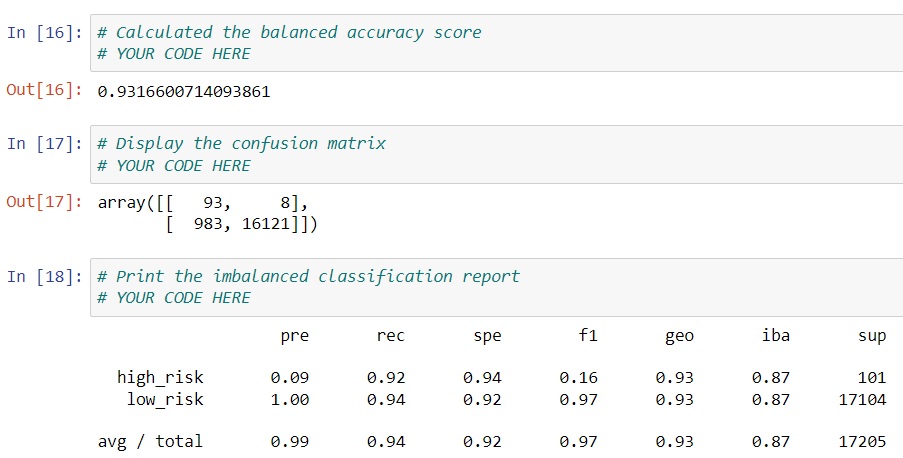 In [16]: # Calculated the balanced accuracy score
# YOUR CODE HERE
Out[16]: 0.9316600714093861
In [17]: # Display the confusion matrix
# YOUR CODE HERE
Out[17]: array([[   93,     8],
[  983, 16121]])
In [18]: # Print the imbalanced classification report
# YOUR CODE HERE
pre rec spe f1 geo iba sup
high_risk 0.09 0.92 0.94 0.16 0.93 0.87 101
low_risk 1.00 0.94 0.92 0.97 0.93 0.87 17104
avg / total 0.99 0.94 0.92 0.97 0.93 0.87 17205